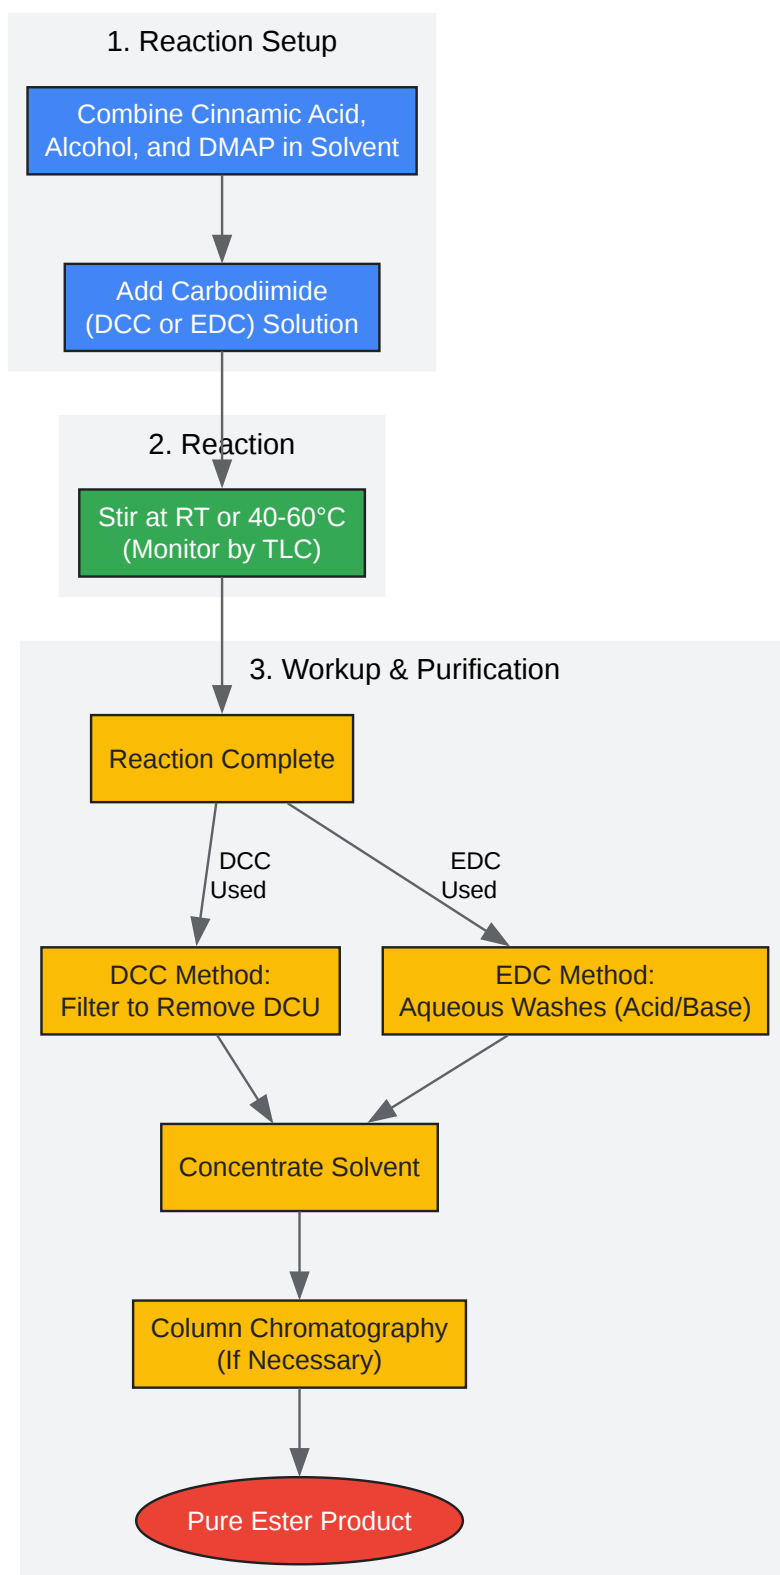 1. Reaction Setup
Combine Cinnamic Acid,
Alcohol, and DMAP in Solvent
Add Carbodiimide
(DCC or EDC) Solution
2. Reaction
Stir at RT or 40-60°C
(Monitor by TLC)
3. Workup & Purification
Reaction Complete
DCC
Used
EDC
Used
DCC Method:
Filter to Remove DCU
EDC Method:
Aqueous Washes (Acid/Base)
Concentrate Solvent
Column Chromatography
(If Necessary)
Pure Ester Product